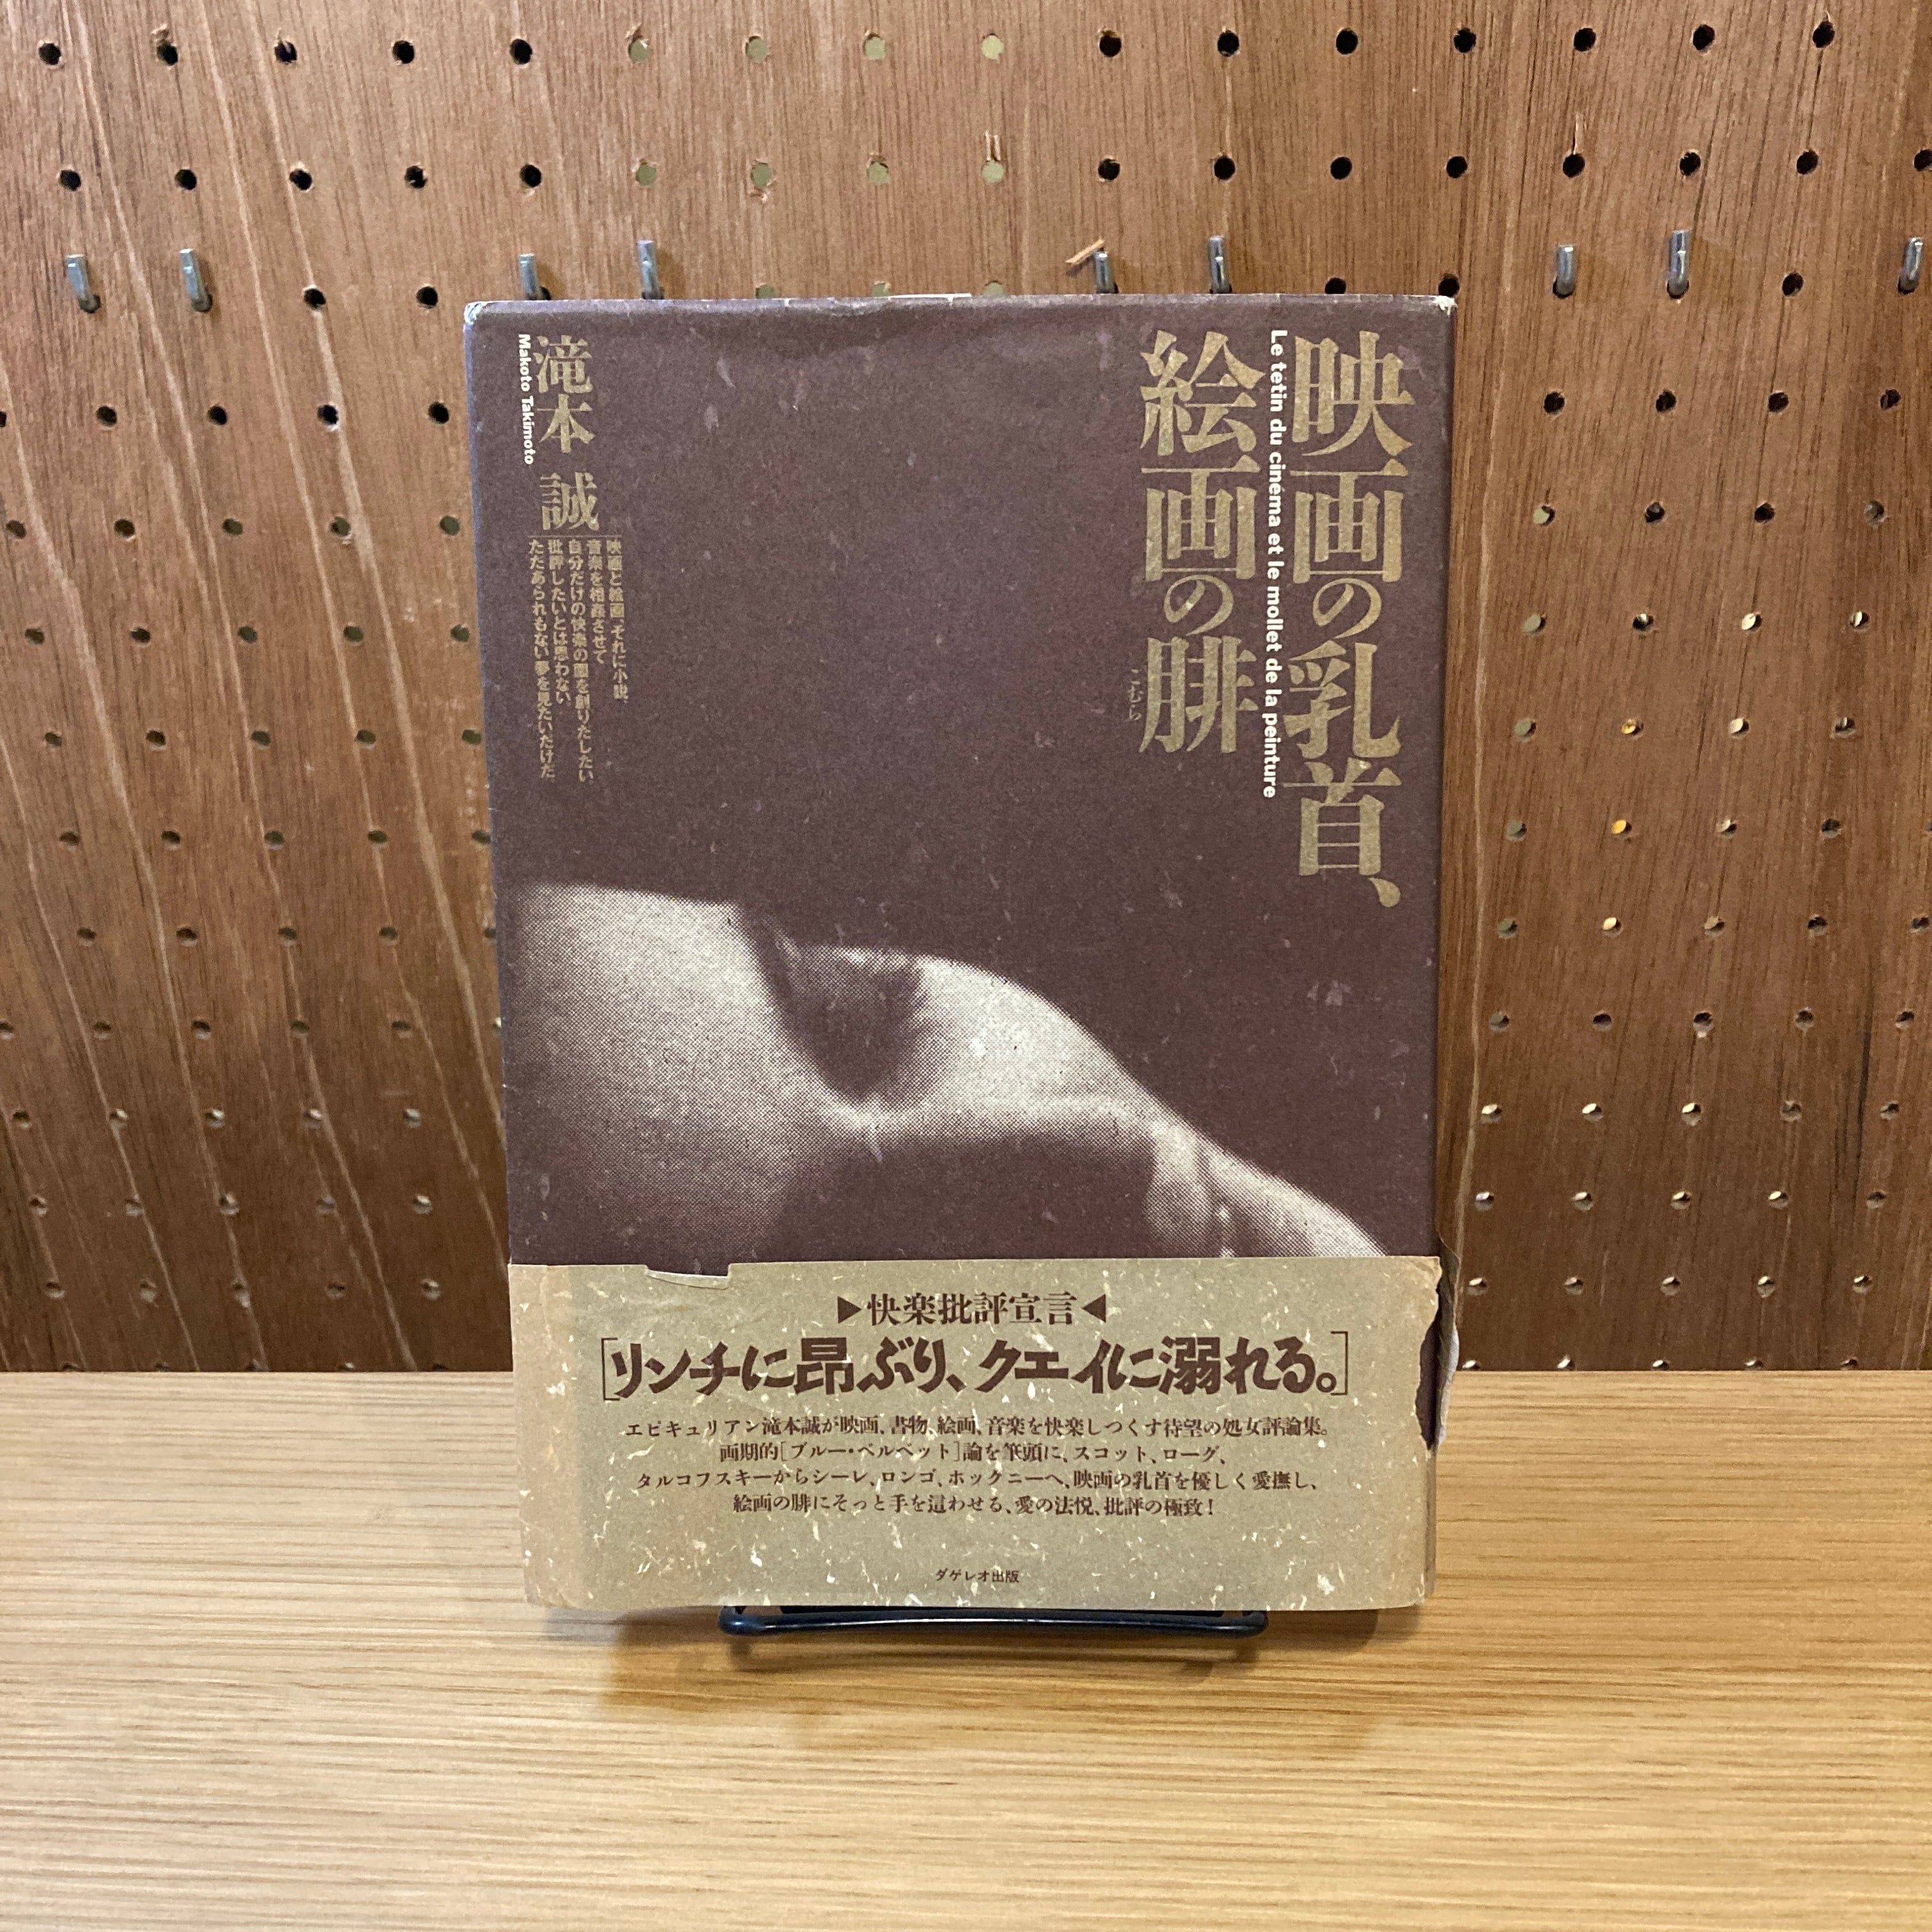 映画の乳首、
Le tetin du cinéma et le mollet de la peinture
絵画の腓
こむら
滝本 誠
Makoto Takimoto
映画と絵画、それに小説、
音楽を相姦させて
自分だけの快楽の闇を創りだしたい
批評したいとは思わない
ただあられもない夢を見たいだけだ
▶快楽批評宣言◀
[リンチに昂ぶり、クエイに溺れる。]
エピキュリアン滝本誠が映画、書物、絵画、音楽を快楽しつくす待望の処女評論集。
画期的[ブルー・ベルベット]論を筆頭に、スコット、ローグ、
タルコフスキーからシーレ、ロンゴ、ホックニーへ、映画の乳首を優しく愛撫し、
絵画の腓にそっと手を這わせる、愛の法悦、批評の極致!
ダゲレオ出版